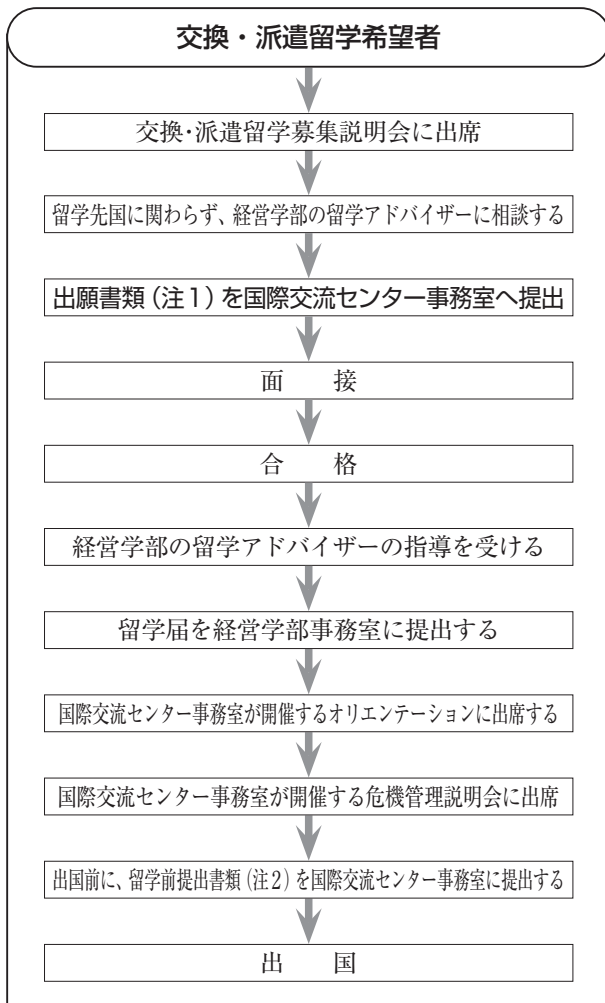 交換・派遣留学希望者
交換･派遣留学募集説明会に出席
留学先国に関わらず、経営学部の留学アドバイザーに相談する
出願書類（注１）を国際交流センター事務室へ提出
面　　接
合　　格
経営学部の留学アドバイザーの指導を受ける
留学届を経営学部事務室に提出する
国際交流センター事務室が開催するオリエンテーションに出席する
国際交流センター事務室が開催する危機管理説明会に出席
出国前に、留学前提出書類（注２）を国際交流センター事務室に提出する
出　　国